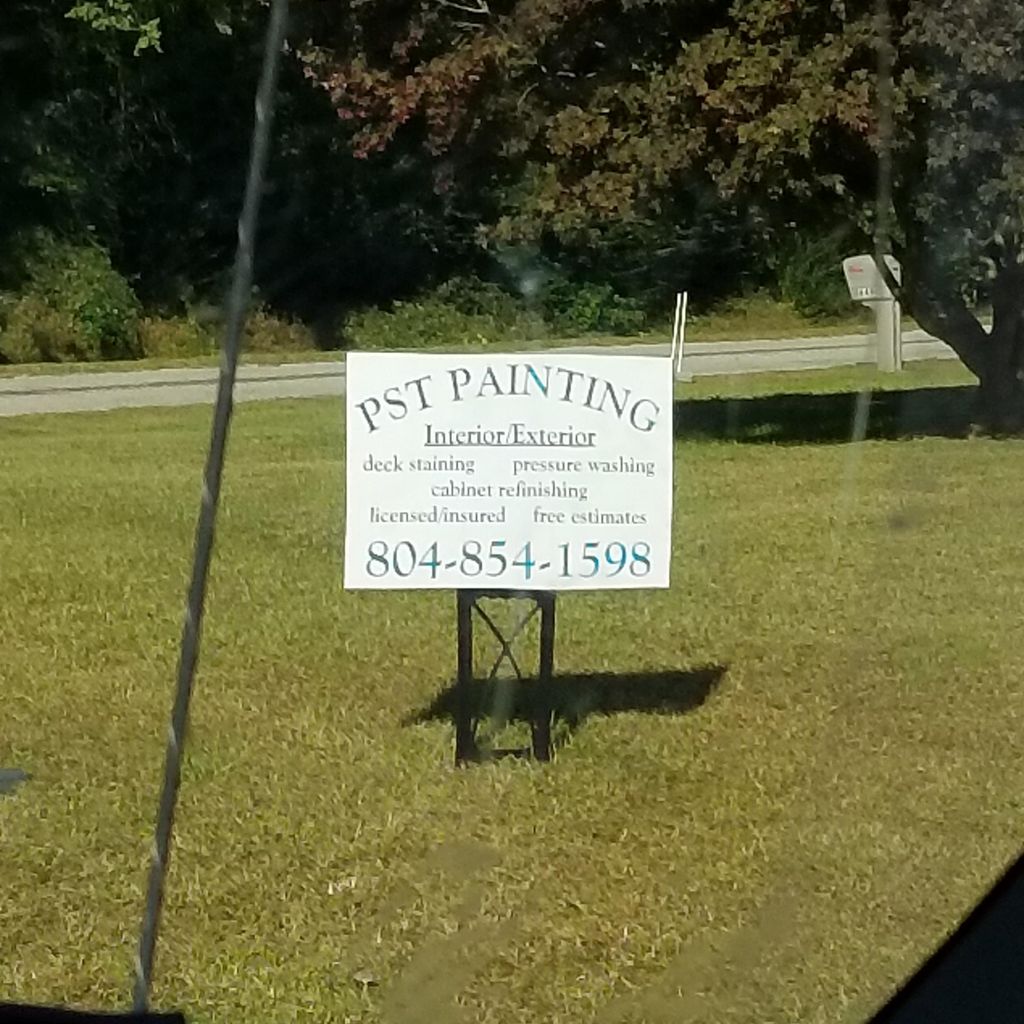 PST PAINTING
Interior/Exterior
deck staining pressure washing
cabinet refinishing
licensed/insured free estimates
804-854-1598